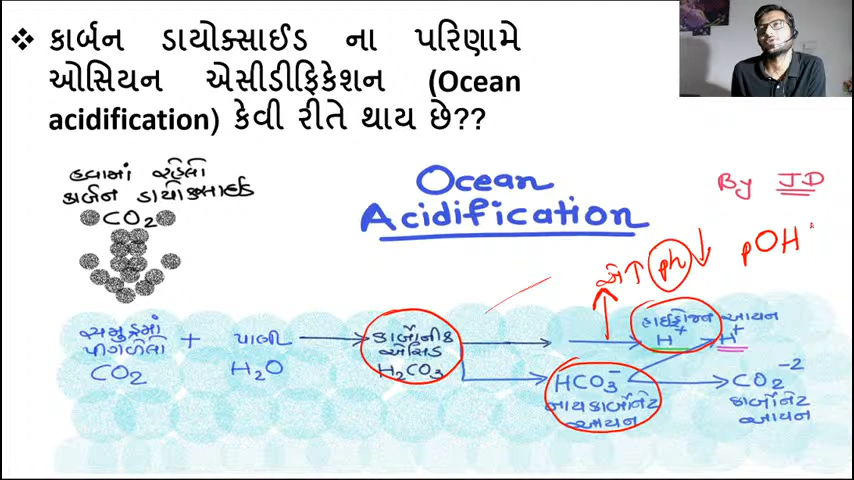 ❖ કાર્બન ડાયોક્સાઈડ ના પરિણામે
ઓસિયન એસીડીફિકેશન (Ocean
acidification) કેવી રીતે થાય છે??
હવામાં રહેલી
કાર્બન ડાયોક્સાઈડ
CO2
Ocean
Acidification
By JD
એ ↑ ph ↓ pOH
સમુદ્રમાં પીગળેલો CO2
+
પાણી H2O
કાર્બોનીક એસિડ H2CO3
હાઈડ્રોજન આયન
H+ H+
HCO3-
બાયકાર્બોનેટ આયન
CO2-2
કાર્બોનેટ આયન